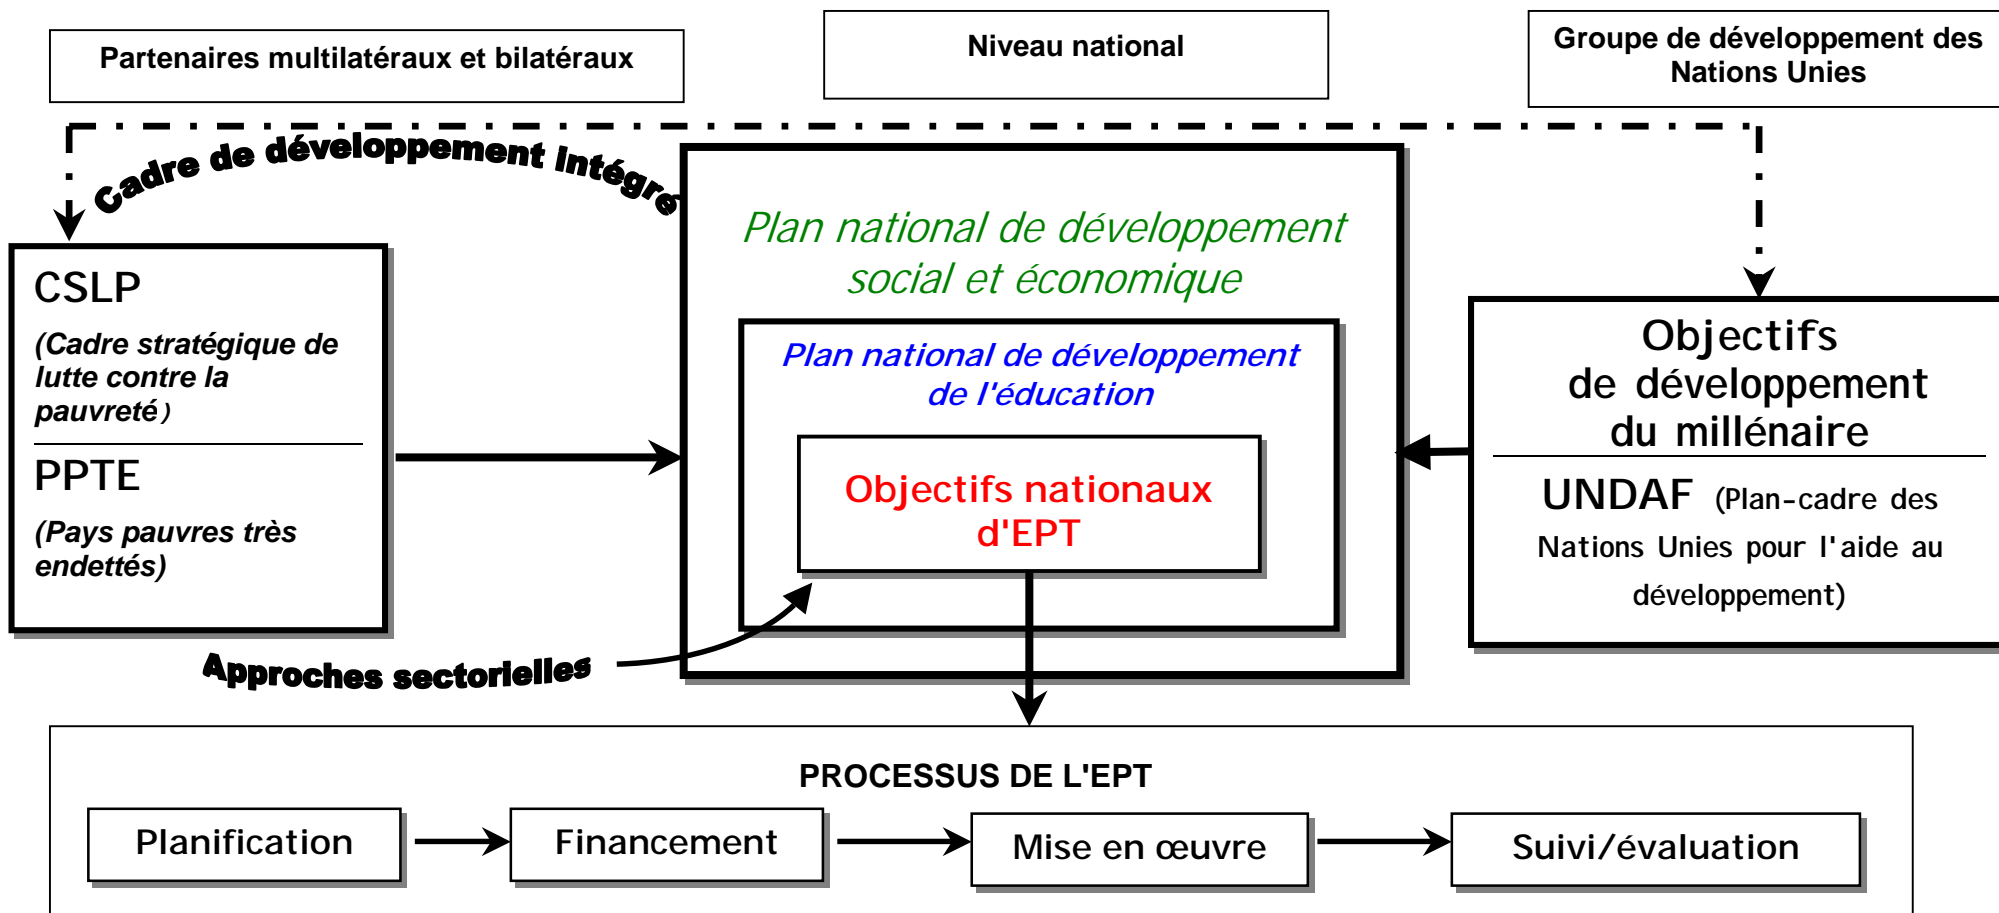 Partenaires multilatéraux et bilatéraux
Niveau national
Groupe de développement des
Nations Unies
Cadre de développement intégré
CSLP
(Cadre stratégique de
lutte contre la
pauvreté)
PPTE
(Pays pauvres très
endettés)
Plan national de développement
social et économique
Plan national de développement
de l'éducation
Objectifs nationaux
d'EPT
Objectifs
de développement
du millénaire
UNDAF (Plan-cadre des
Nations Unies pour l'aide au
développement)
Approches sectorielles
PROCESSUS DE L'EPT
Planification
Financement
Mise en œuvre
Suivi/évaluation